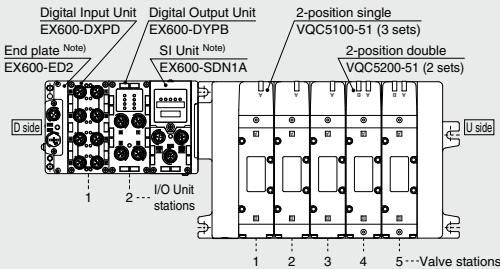 Digital Input Unit
EX600-DXPD
Digital Output Unit
EX600-DYPB
2-position single
VQC5100-51 (3 sets)
End plate Note)
EX600-ED2
SI Unit Note)
EX600-SDN1A
2-position double
VQC5200-51 (2 sets)
D side
U side
1
2
I/O Unit
stations
1
2
3
4
5
Valve stations